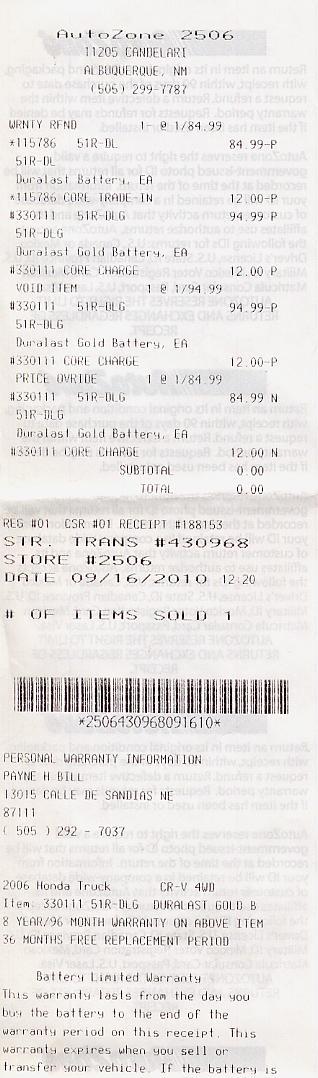 AutoZone 2506
11205 CANDELARI
ALBUQUERQUE, NM
(505) 299-7787
WRNTY RFND 1- @ 1/84.99
*115786 51R-DL 84.99-P
51R-DL
Duralast Battery, EA
*115786 CORE TRADE-IN 12.00-P
#330111 51R-DLG 94.99 P
51R-DLG
Duralast Gold Battery, EA
#330111 CORE CHARGE 12.00 P
VOID ITEM 1 @ 1/94.99
#330111 51R-DLG 94.99-P
51R-DLG
Duralast Gold Battery, EA
#330111 CORE CHARGE 12.00-P
PRICE OVRIDE 1 @ 1/84.99
#330111 51R-DLG 84.99 N
51R-DLG
Duralast Gold Battery, EA
#330111 CORE CHARGE 12.00 N
SUBTOTAL 0.00
TOTAL 0.00
REG #01 CSR #01 RECEIPT #188153
STR. TRANS #430968
STORE #2506
DATE 09/16/2010 12:20
# OF ITEMS SOLD 1
*2506430968091610*
PERSONAL WARRANTY INFORMATION
PAYNE H BILL
13015 CALLE DE SANDIAS NE
87111
( 505 ) 292 - 7037
2006 Honda Truck CR-V 4WD
Item: 330111 51R-DLG DURALAST GOLD B
8 YEAR/96 MONTH WARRANTY ON ABOVE ITEM
36 MONTHS FREE REPLACEMENT PERIOD
Battery Limited Warranty
This warranty lasts from the day you
buy the battery to the end of the
warranty period on this receipt. This
warranty expires when you sell or
transfer your vehicle. If the battery is